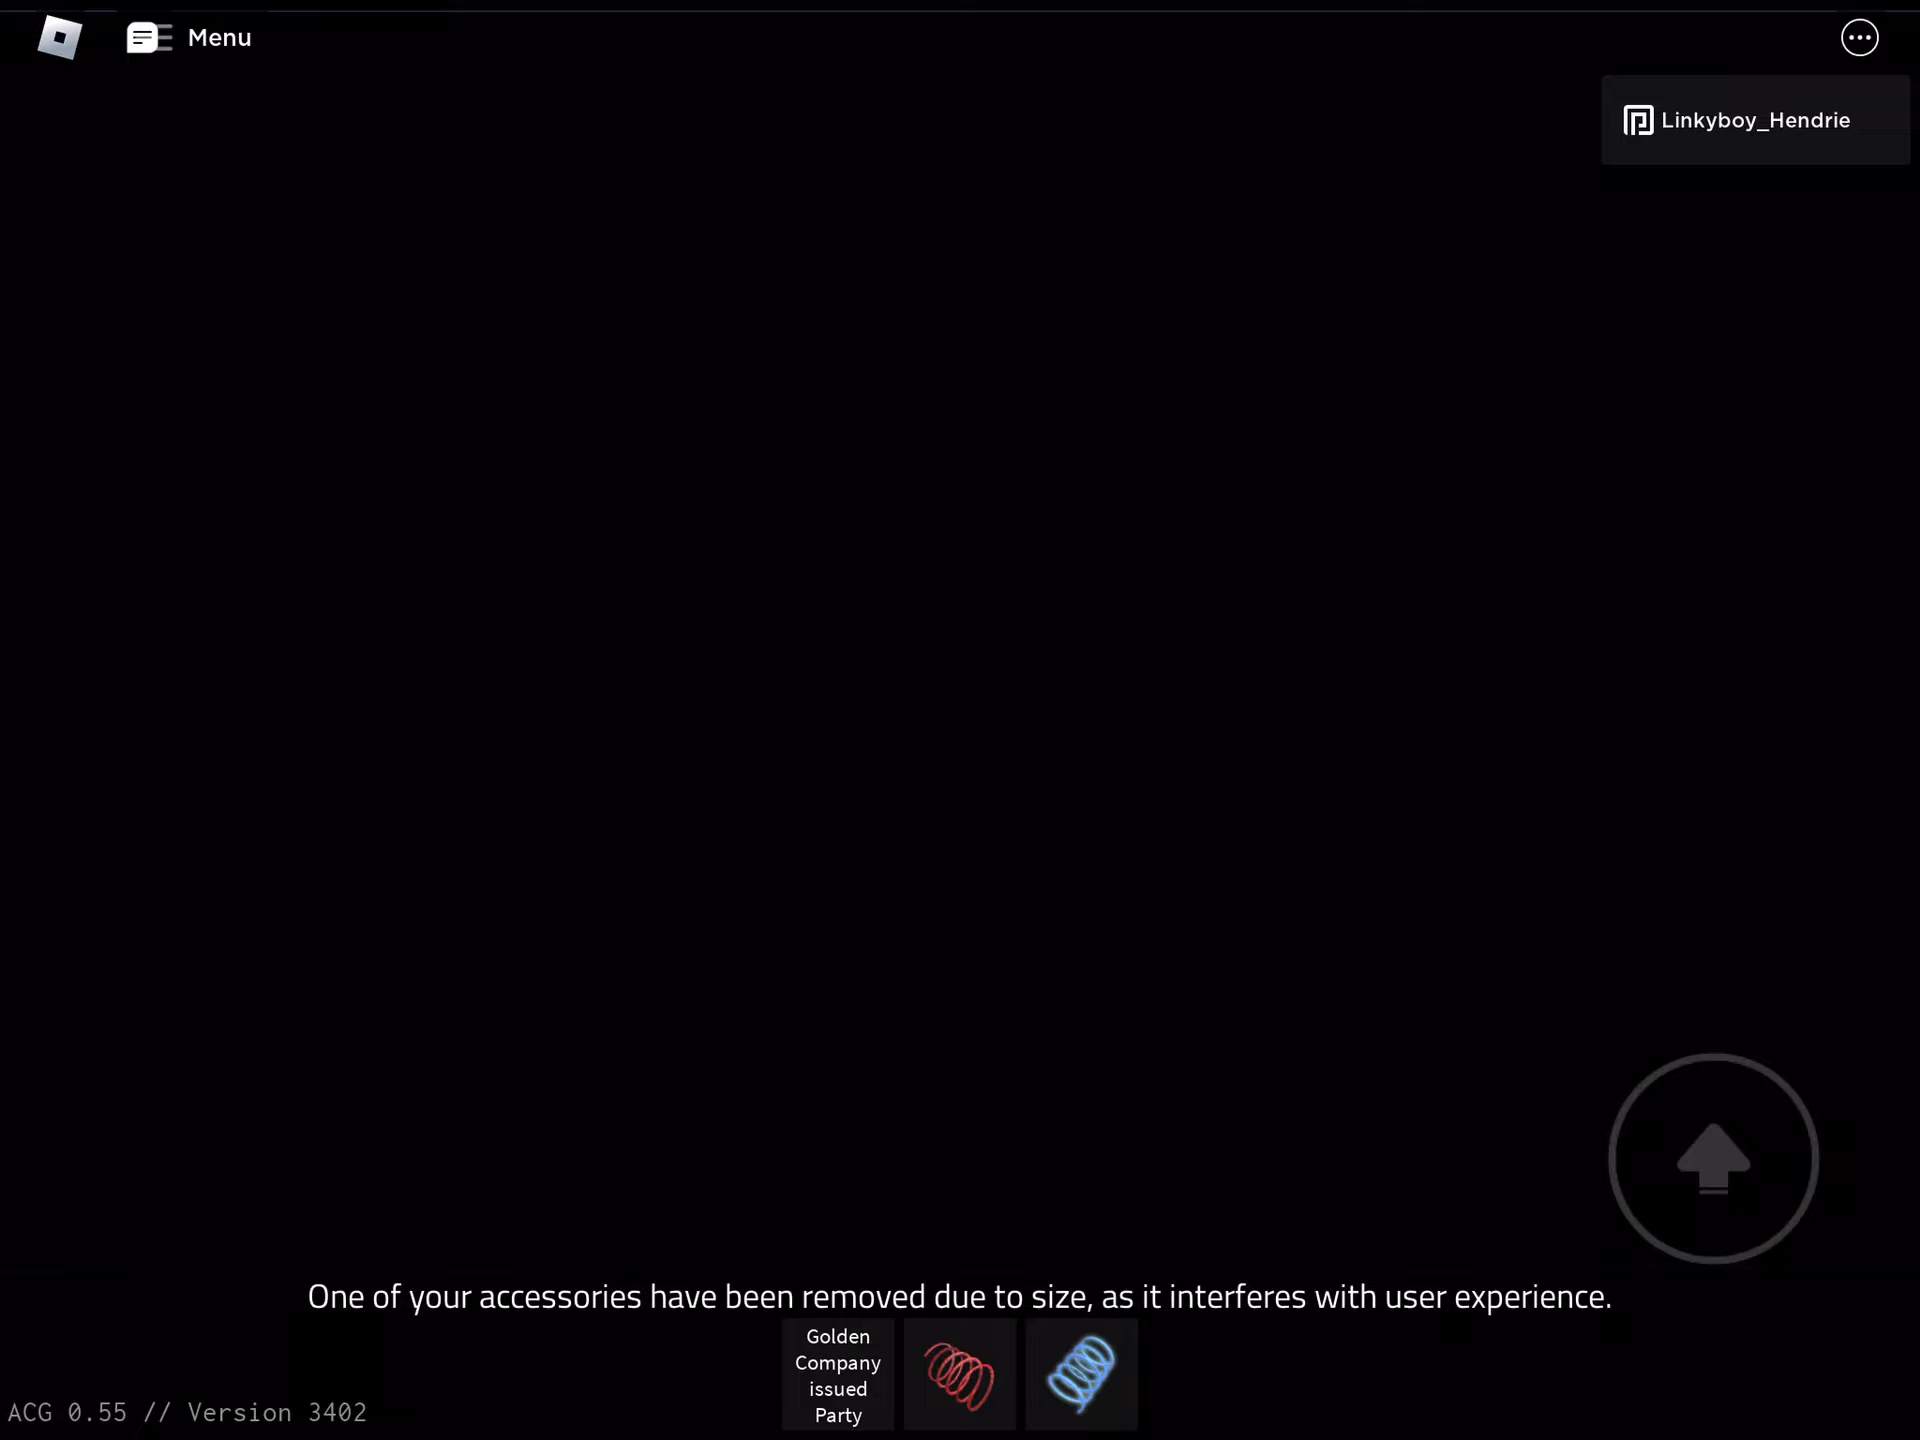 Menu
Linkyboy_Hendrie
One of your accessories have been removed due to size, as it interferes with user experience.
Golden
Company
issued
Party
ACG 0.55 // Version 3402